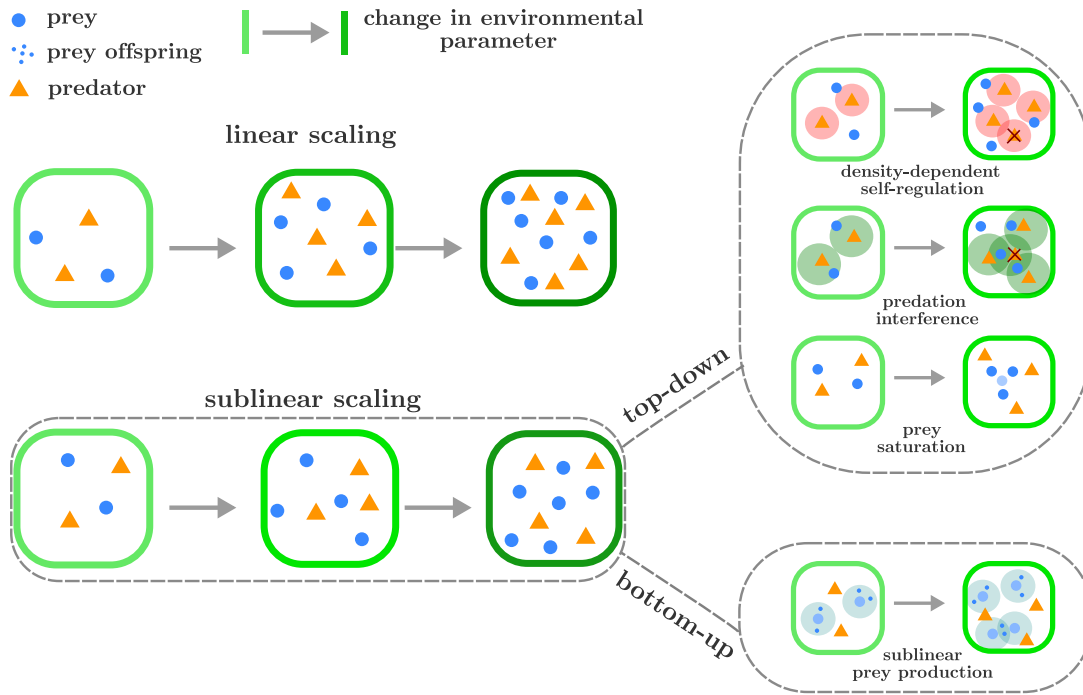 prey
prey offspring
predator
change in environmental
parameter
linear scaling
sublinear scaling
top-down
bottom-up
density-dependent
self-regulation
predation
interference
prey
saturation
sublinear
prey production